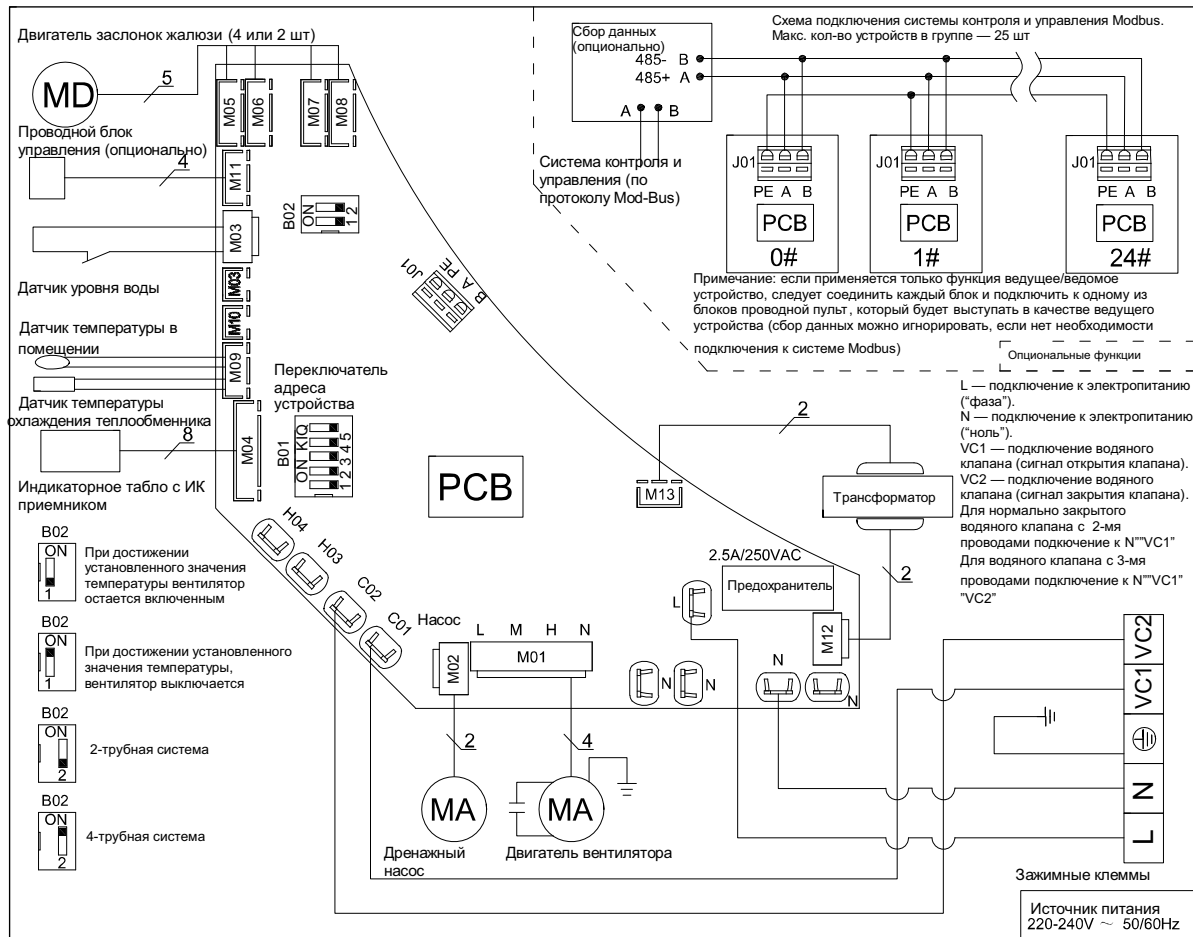 Двигатель заслонок жалюзи (4 или 2 шт)
MD
5
M05
M06
M07
M08
Проводной блок
управления (опционально)
4
M11
ON
1 2
B02
M03
Датчик уровня воды
M03
M10
Датчик температуры в
помещении
M09
Датчик температуры
охлаждения теплообменника
8
M04
Индикаторное табло с ИК
приемником
Переключатель
адреса
устройства
B01
ON KIQ
1 2 3 4 5
J01
B A PE
PCB
M13
2
Трансформатор
2
2.5A/250VAC
Предохранитель
L
M12
N
N
N
N
H04
H03
C02
C01
Насос
M02
L M H N
M01
2
4
MA
MA
Дренажный
насос
Двигатель вентилятора
B02
ON
1
При достижении
установленного значения
температуры вентилятор
остается включенным
B02
ON
1
При достижении установленного
значения температуры,
вентилятор выключается
B02
ON
2
2-трубная система
B02
ON
2
4-трубная система
Сбор данных
(опционально)
485- B
485+ A
A B
Система контроля и
управления (по
протоколу Mod-Bus)
Схема подключения системы контроля и управления Modbus.
Макс. кол-во устройств в группе — 25 шт
J01
PE A B
PCB
0#
J01
PE A B
PCB
1#
J01
PE A B
PCB
24#
Примечание: если применяется только функция ведущее/ведомое
устройство, следует соединить каждый блок и подключить к одному из
блоков проводной пульт, который будет выступать в качестве ведущего
устройства (сбор данных можно игнорировать, если нет необходимости
подключения к системе Modbus)
Опциональные функции
L — подключение к электропитанию
(“фаза”).
N — подключение к электропитанию
(“ноль”).
VC1 — подключение водяного
клапана (сигнал открытия клапана).
VC2 — подключение водяного
клапана (сигнал закрытия клапана).
Для нормально закрытого
водяного клапана с 2-мя
проводами подкючение к N””VC1”
Для водяного клапана с 3-мя
проводами подключение к N””VC1”
”VC2”
VC2
VC1
N
L
Зажимные клеммы
Источник питания
220-240V ~ 50/60Hz